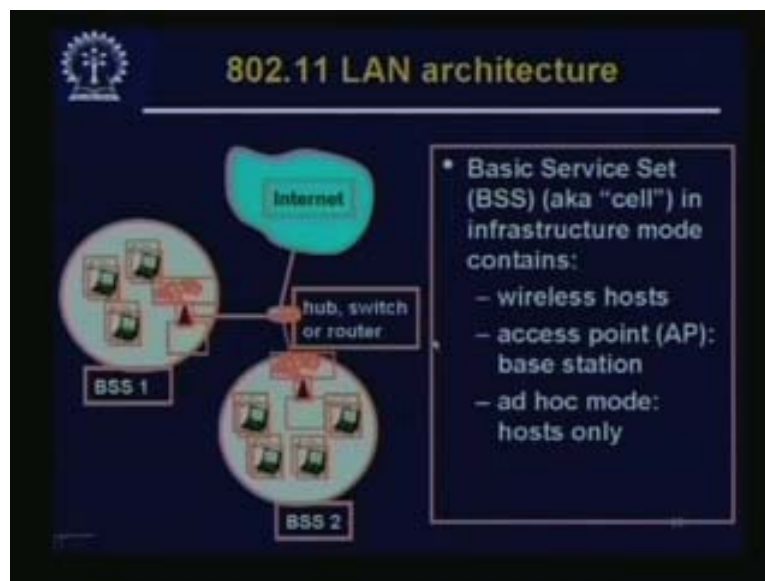 802.11 LAN architecture
Internet
hub, switch
or router
BSS 1
BSS 2
• Basic Service Set
(BSS) (aka "cell") in
infrastructure mode
contains:
– wireless hosts
– access point (AP):
base station
– ad hoc mode:
hosts only